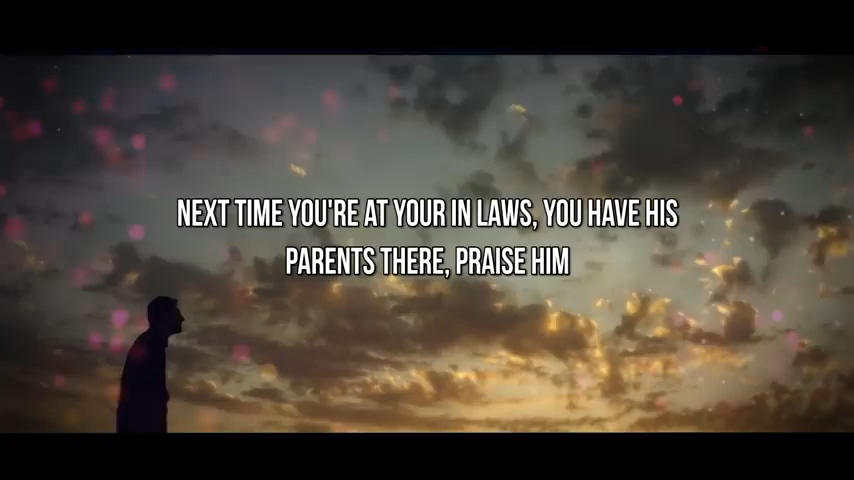 NEXT TIME YOU'RE AT YOUR IN LAWS, YOU HAVE HIS
PARENTS THERE, PRAISE HIM